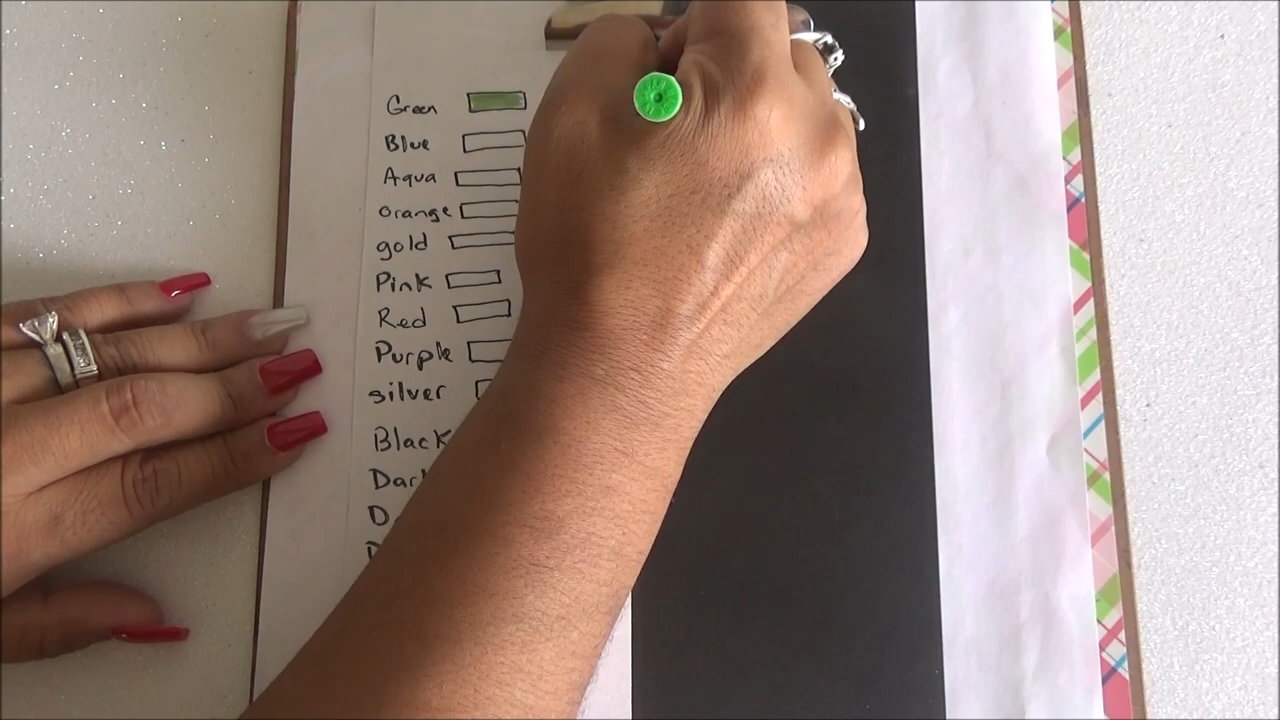 Green
Blue
Aqua
orange
gold
Pink
Red
Purple
silver
Black